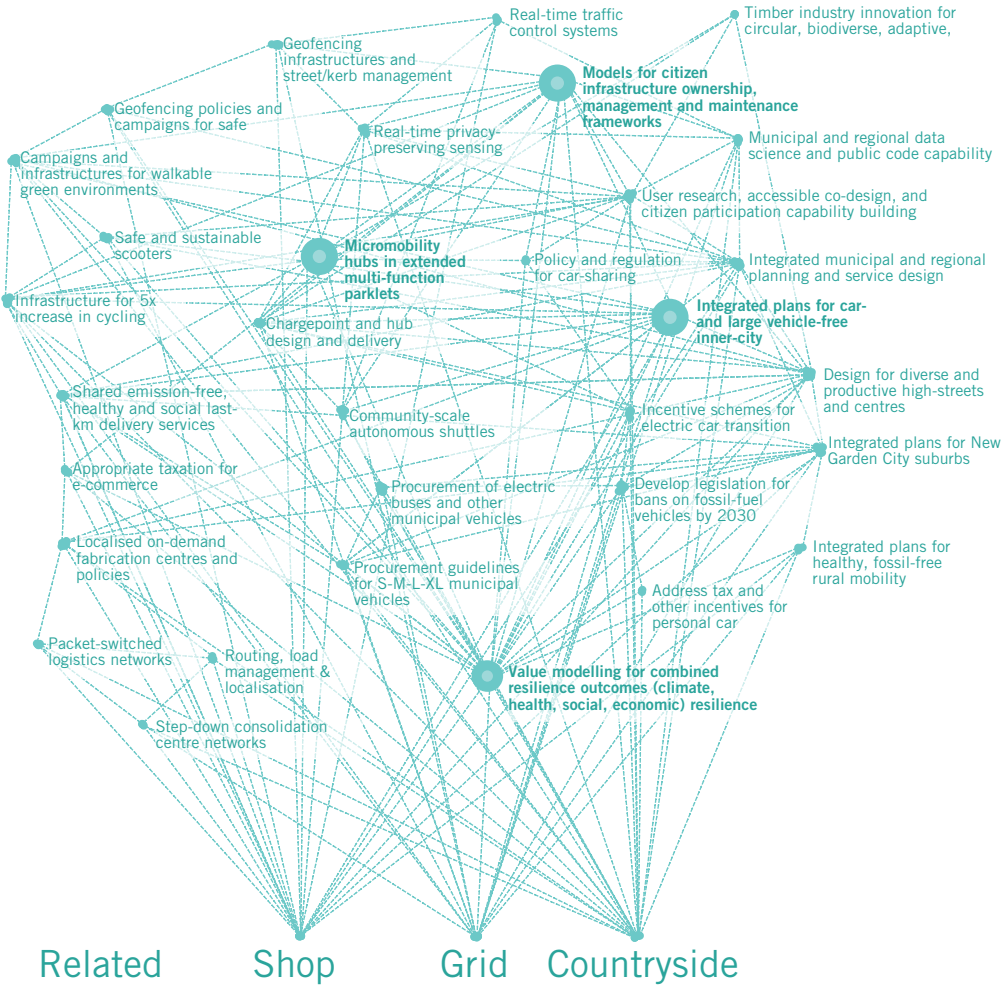 Real-time traffic
control systems
Timber industry innovation for
circular, biodiverse, adaptive,
Geofencing
infrastructures and
street/kerb management
Models for citizen
infrastructure ownership,
management and maintenance
frameworks
Geofencing policies and
campaigns for safe
Real-time privacy-
preserving sensing
Municipal and regional data
science and public code capability
Campaigns and
infrastructures for walkable
green environments
User research, accessible co-design, and
citizen participation capability building
Safe and sustainable
scooters
Micromobility
hubs in extended
multi-function
parklets
Policy and regulation
for car-sharing
Integrated municipal and regional
planning and service design
Infrastructure for 5x
increase in cycling
Chargepoint and hub
design and delivery
Integrated plans for car-
and large vehicle-free
inner-city
Shared emission-free,
healthy and social last-
km delivery services
Community-scale
autonomous shuttles
Incentive schemes for
electric car transition
Design for diverse and
productive high-streets
and centres
Integrated plans for New
Garden City suburbs
Appropriate taxation for
e-commerce
Procurement of electric
buses and other
municipal vehicles
Develop legislation for
bans on fossil-fuel
vehicles by 2030
Localised on-demand
fabrication centres and
policies
Procurement guidelines
for S-M-L-XL municipal
vehicles
Integrated plans for
healthy, fossil-free
rural mobility
Address tax and
other incentives for
personal car
Packet-switched
logistics networks
Routing, load
management &
localisation
Value modelling for combined
resilience outcomes (climate,
health, social, economic) resilience
Step-down consolidation
centre networks
Related
Shop
Grid
Countryside